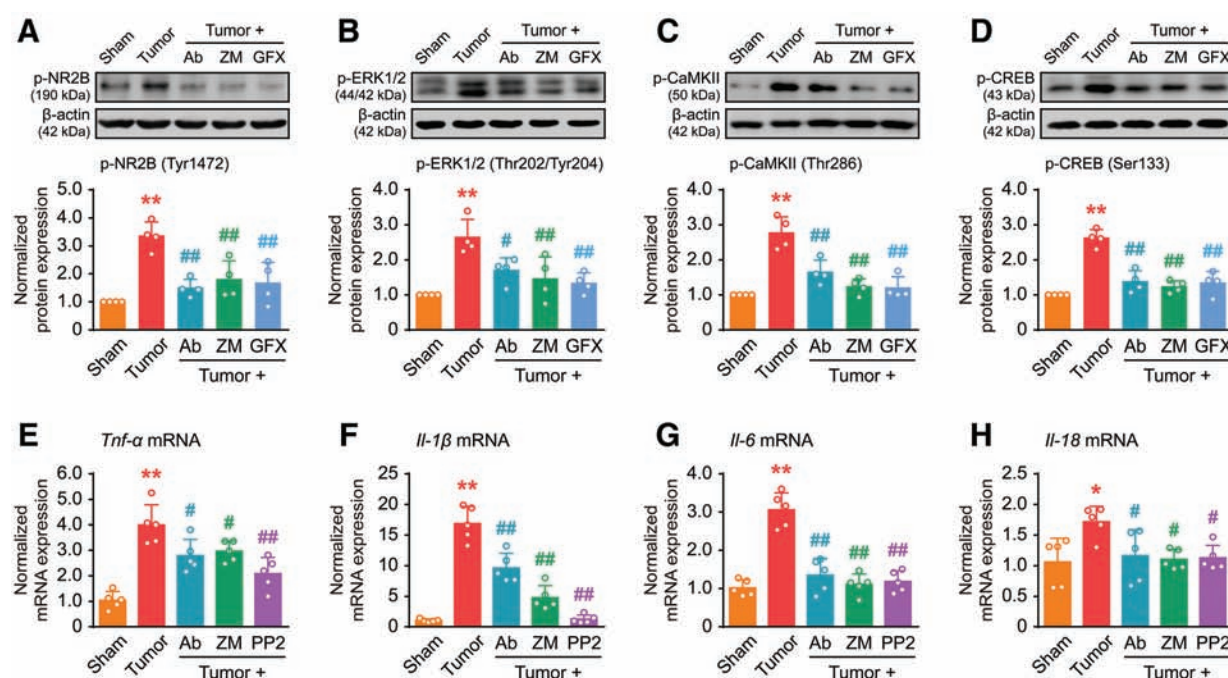 A
Sham
Tumor
Tumor +
Ab ZM GFX
p-NR2B
(190 kDa)
β-actin
(42 kDa)
p-NR2B (Tyr1472)
Normalized
protein expression
5.0
4.0
3.0
2.0
1.0
0
**
##
##
##
Sham
Tumor
Ab ZM GFX
Tumor +
B
Sham
Tumor
Tumor +
Ab ZM GFX
p-ERK1/2
(44/42 kDa)
β-actin
(42 kDa)
p-ERK1/2 (Thr202/Tyr204)
Normalized
protein expression
4.0
3.0
2.0
1.0
0
**
#
##
##
Sham
Tumor
Ab ZM GFX
Tumor +
C
Sham
Tumor
Tumor +
Ab ZM GFX
p-CaMKII
(50 kDa)
β-actin
(42 kDa)
p-CaMKII (Thr286)
Normalized
protein expression
4.0
3.0
2.0
1.0
0
**
##
##
##
Sham
Tumor
Ab ZM GFX
Tumor +
D
Sham
Tumor
Tumor +
Ab ZM GFX
p-CREB
(43 kDa)
β-actin
(42 kDa)
p-CREB (Ser133)
Normalized
protein expression
4.0
3.0
2.0
1.0
0
**
##
##
##
Sham
Tumor
Ab ZM GFX
Tumor +
E
Tnf-α mRNA
Normalized
mRNA expression
6.0
5.0
4.0
3.0
2.0
1.0
0
**
#
#
##
Sham
Tumor
Ab ZM PP2
Tumor +
F
Il-1β mRNA
Normalized
mRNA expression
25
20
15
10
5
0
**
##
##
##
Sham
Tumor
Ab ZM PP2
Tumor +
G
Il-6 mRNA
Normalized
mRNA expression
4.0
3.0
2.0
1.0
0
**
##
##
##
Sham
Tumor
Ab ZM PP2
Tumor +
H
Il-18 mRNA
Normalized
mRNA expression
2.5
2.0
1.5
1.0
0.5
0
*
#
#
#
Sham
Tumor
Ab ZM PP2
Tumor +